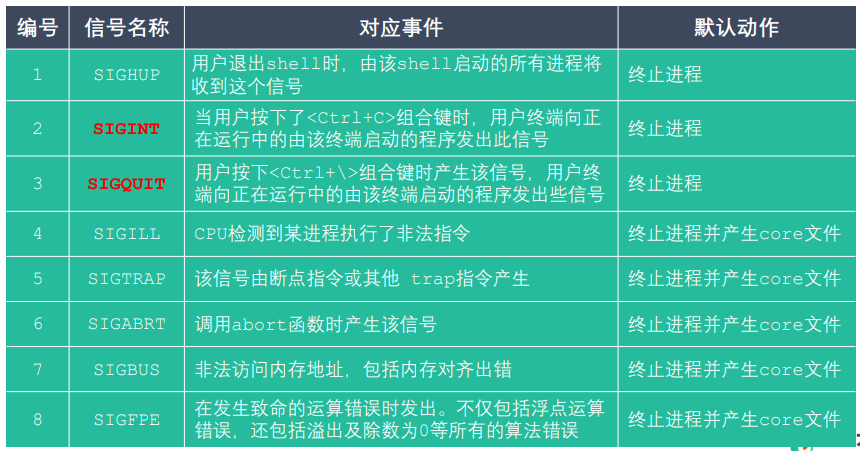 编号 信号名称 对应事件 默认动作
1 SIGHUP 用户退出shell时，由该shell启动的所有进程将
收到这个信号 终止进程
2 SIGINT 当用户按下了<Ctrl+C>组合键时，用户终端向正
在运行中的由该终端启动的程序发出此信号 终止进程
3 SIGQUIT 用户按下<Ctrl+\>组合键时产生该信号，用户终
端向正在运行中的由该终端启动的程序发出些信号 终止进程
4 SIGILL CPU检测到某进程执行了非法指令 终止进程并产生core文件
5 SIGTRAP 该信号由断点指令或其他 trap指令产生 终止进程并产生core文件
6 SIGABRT 调用abort函数时产生该信号 终止进程并产生core文件
7 SIGBUS 非法访问内存地址，包括内存对齐出错 终止进程并产生core文件
8 SIGFPE 在发生致命的运算错误时发出。不仅包括浮点运算
错误，还包括溢出及除数为0等所有的算法错误 终止进程并产生core文件